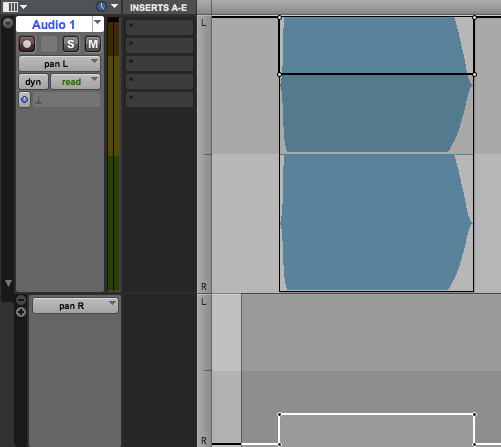 INSERTS A-E
Audio 1
S M
pan L
dyn read
L
R
pan R
L
R